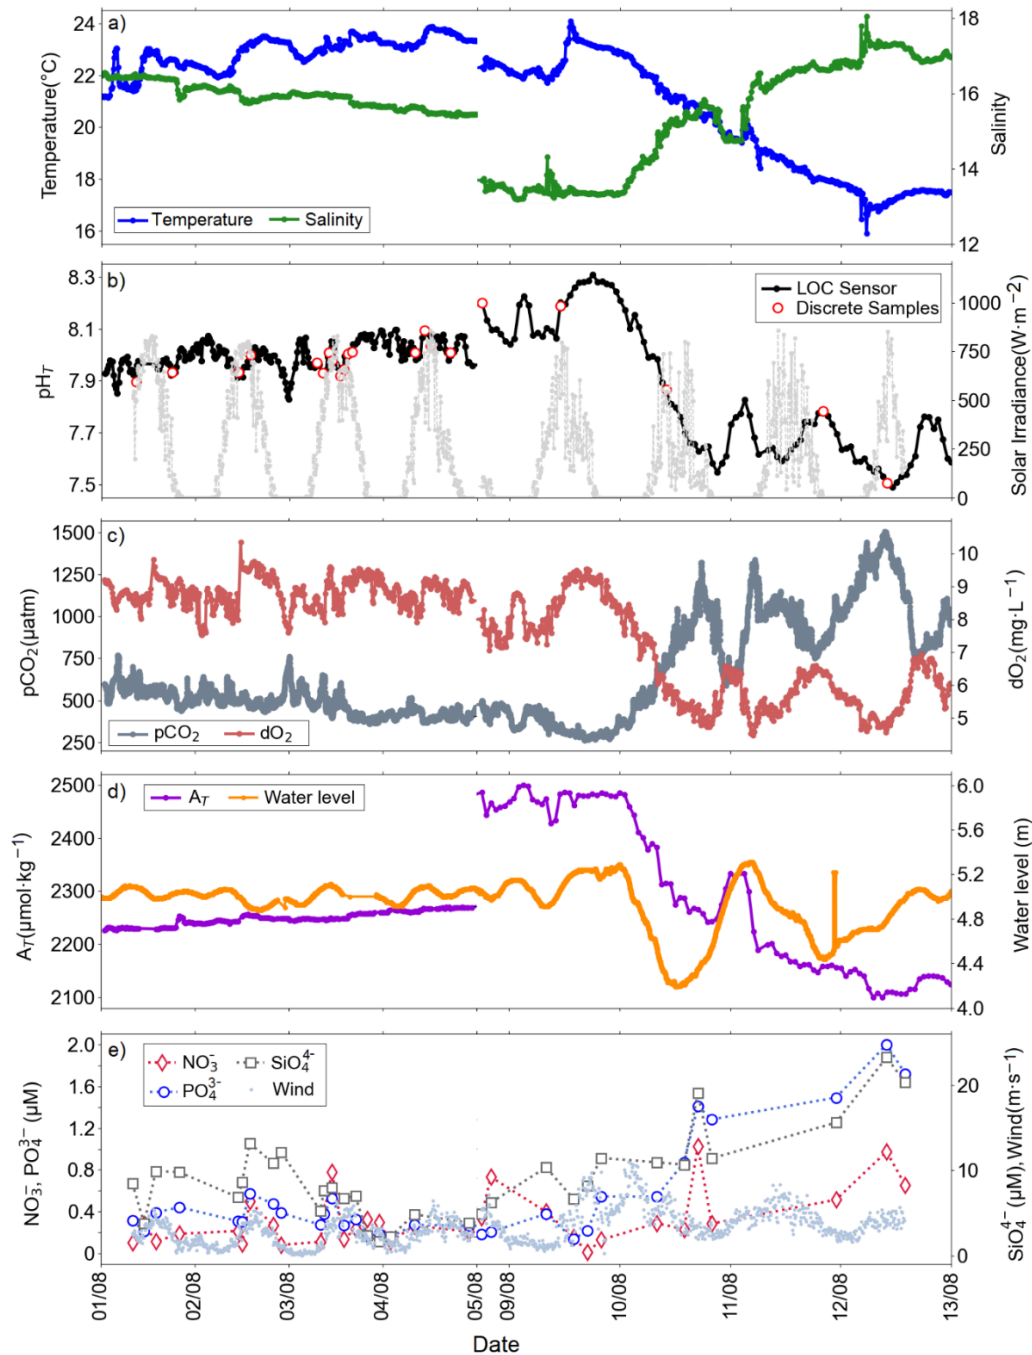 a)
Temperature(°C)
24
22
20
18
16
Salinity
18
16
14
12
Temperature
Salinity
b)
pH_T
8.3
8.1
7.9
7.7
7.5
Solar Irradiance(W·m−2)
1000
750
500
250
0
LOC Sensor
Discrete Samples
c)
pCO₂(µatm)
1500
1250
1000
750
500
250
dO₂(mg·L⁻¹)
10
9
8
7
6
5
pCO₂
dO₂
d)
A_T(µmol·kg⁻¹)
2500
2400
2300
2200
2100
Water level (m)
6.0
5.6
5.2
4.8
4.4
4.0
A_T
Water level
e)
NO₃⁻, PO₄³⁻ (µM)
2.0
1.6
1.2
0.8
0.4
0
SiO₄⁴⁻ (µM), Wind(m·s⁻¹)
20
10
0
NO₃⁻
PO₄³⁻
SiO₄⁴⁻
Wind
01/08
02/08
03/08
04/08
05/08
09/08
10/08
11/08
12/08
13/08
Date